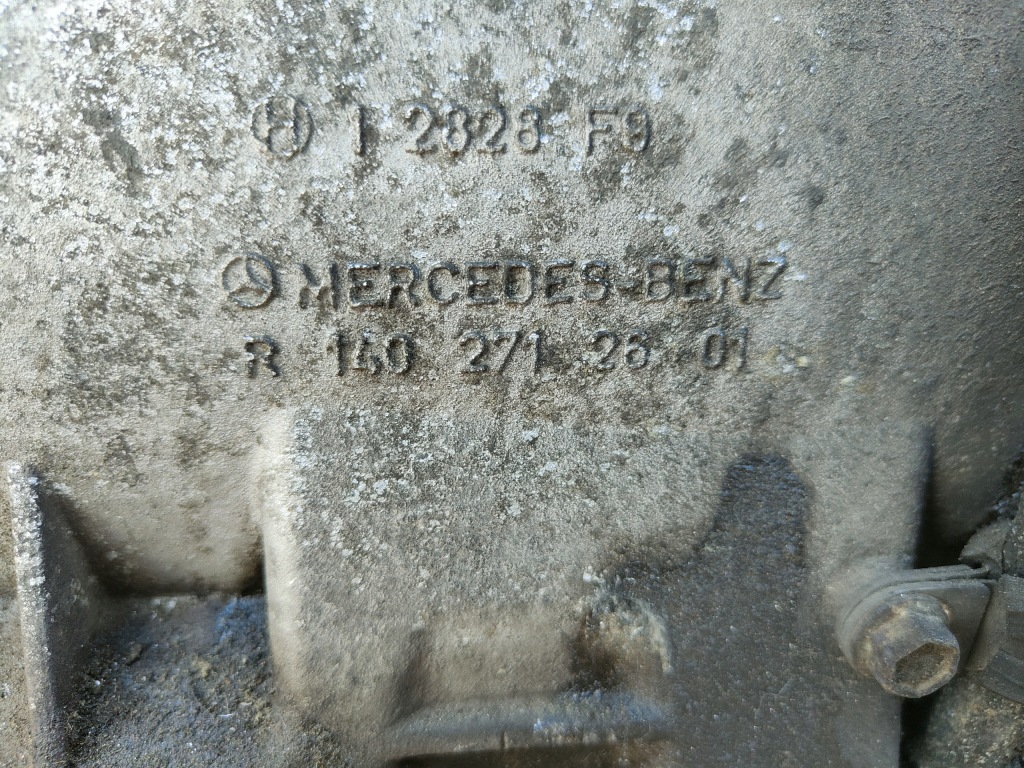 H 1 2828 F9
MERCEDES-BENZ
R 140 271 26 01